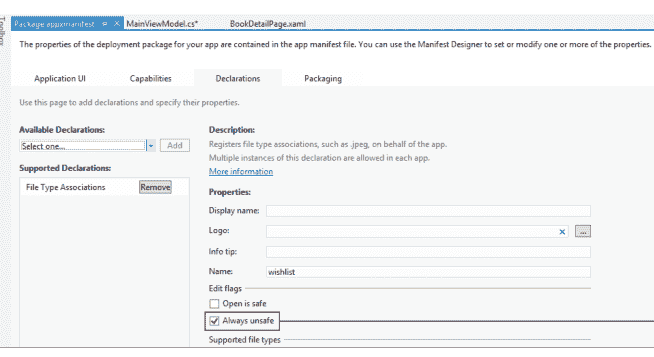 Toolbox
Package.appxmanifest MainViewModel.cs* BookDetailPage.xaml
The properties of the deployment package for your app are contained in the app manifest file. You can use the Manifest Designer to set or modify one or more of the properties.
Application UI Capabilities Declarations Packaging
Use this page to add declarations and specify their properties.
Available Declarations: Description:
Select one... Add Registers file type associations, such as .jpeg, on behalf of the app.
Multiple instances of this declaration are allowed in each app.
Supported Declarations: More information
File Type Associations Remove Properties:
Display name:
Logo: x ...
Info tip:
Name: wishlist
Edit flags
Open is safe
Always unsafe
Supported file types